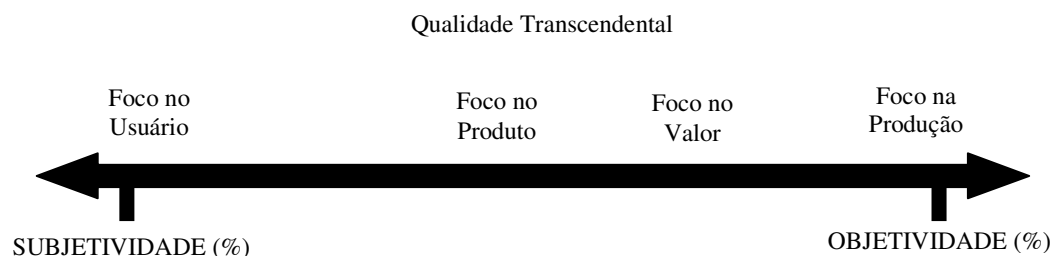 Qualidade Transcendental
Foco no
Usuário
Foco no
Produto
Foco no
Valor
Foco na
Produção
SUBJETIVIDADE (%)
OBJETIVIDADE (%)